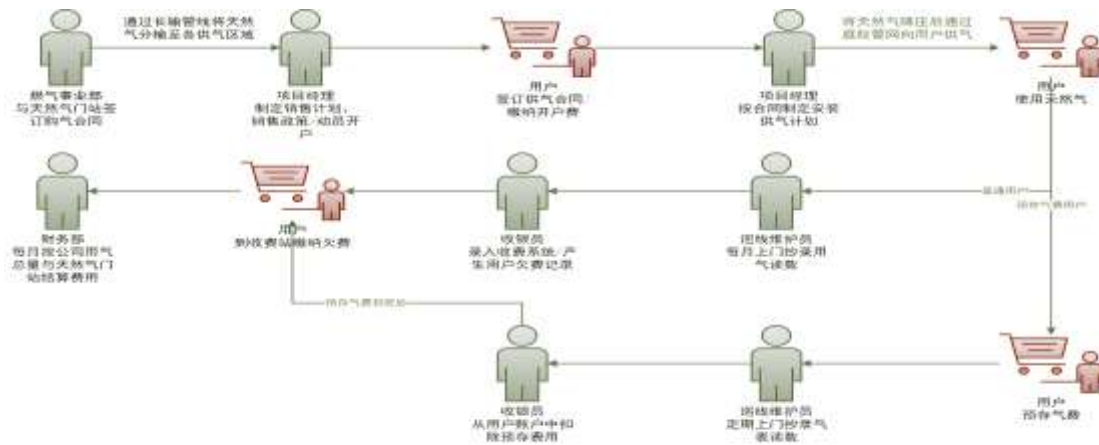 通过长输管线将天然
气分输至各供气区域
将天然气降压后通过
庭院管网向用户供气
燃气事业部
与天然气门站签
订购气合同
项目经理
制定销售计划、
销售政策/动员开
户
用户
签订供气合同/
缴纳开户费
项目经理
按合同制定安装
供气计划
用户
使用天然气
普通用户
预存气费用户
财务部
每月按公司用气
总量与天然气门
站结算费用
用户
到收费站缴纳欠费
收银员
录入收费系统/产
生用户欠费记录
巡线维护员
每月上门抄录用
气读数
收银员
从用户账户中扣
除预存费用
巡线维护员
定期上门抄录气
表读数
用户
预存气费